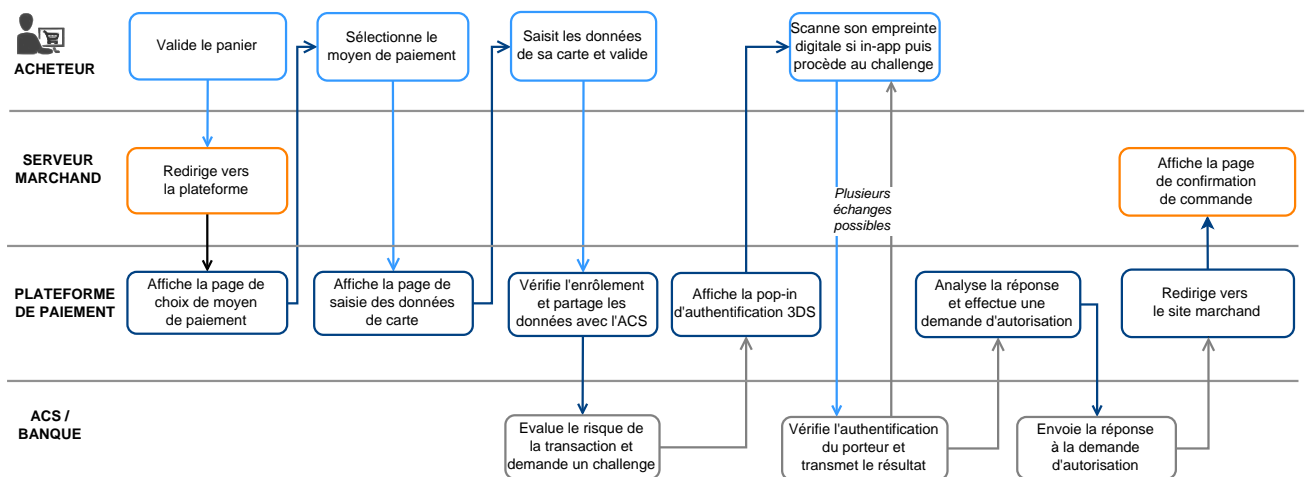 ACHETEUR
Valide le panier
Sélectionne le
moyen de paiement
Saisit les données
de sa carte et valide
Scanne son empreinte
digitale si in-app puis
procède au challenge
SERVEUR
MARCHAND
Redirige vers
la plateforme
Plusieurs
échanges
possibles
Affiche la page
de confirmation
de commande
PLATEFORME
DE PAIEMENT
Affiche la page de
choix de moyen
de paiement
Affiche la page de
saisie des données
de carte
Vérifie l'enrôlement
et partage les
données avec l'ACS
Affiche la pop-in
d'authentification 3DS
Analyse la réponse
et effectue une
demande d'autorisation
Redirige vers
le site marchand
ACS /
BANQUE
Evalue le risque de
la transaction et
demande un challenge
Vérifie l'authentification
du porteur et
transmet le résultat
Envoie la réponse
à la demande
d'autorisation